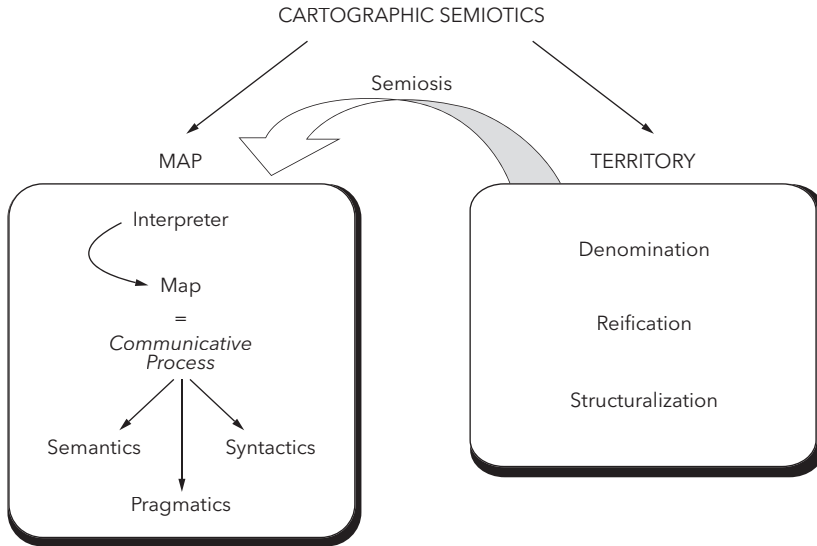 CARTOGRAPHIC SEMIOTICS
Semiosis
MAP
Interpreter
Map
=
Communicative
Process
Semantics
Syntactics
Pragmatics
TERRITORY
Denomination
Reification
Structuralization